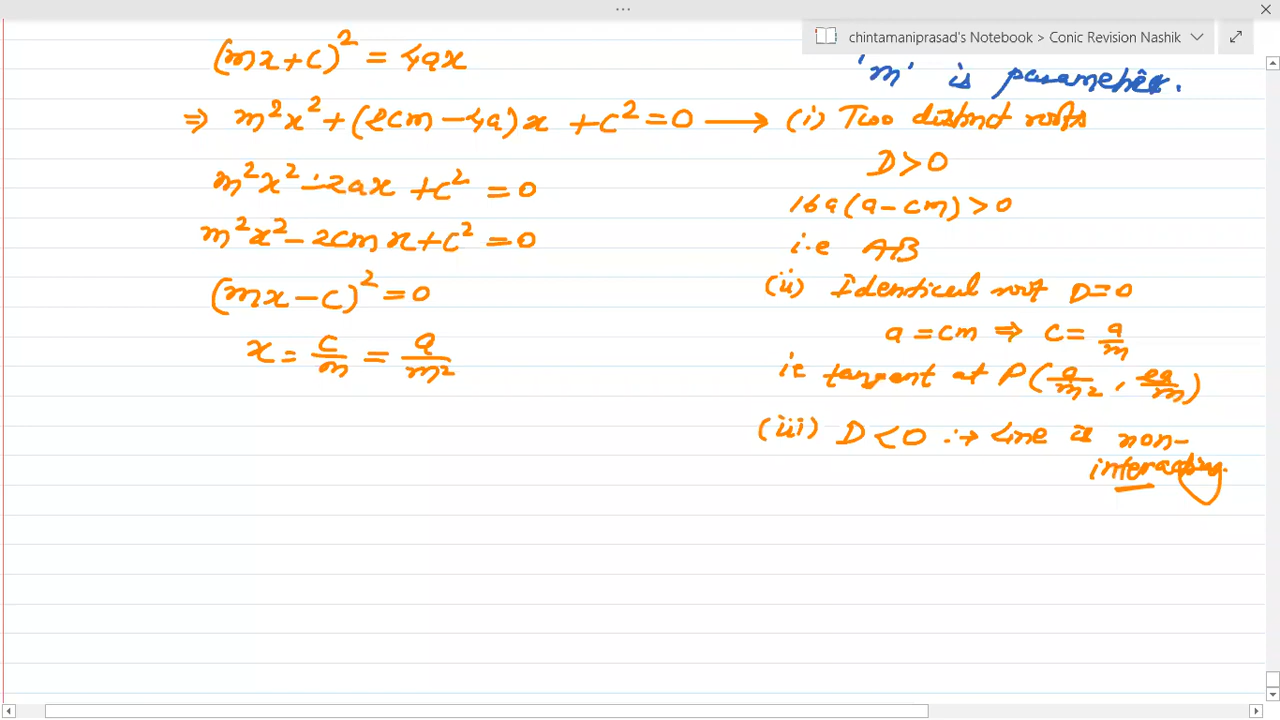 chintamaniprasad's Notebook > Conic Revision Nashik
(mx+c)² = 4ax
'm' is parameter.
⇒ m²x² + (2cm - 4a)x + c² = 0 ⟶ (i) Two distinct roots
D > 0
m²x² - 2ax + c² = 0
16a(a - cm) > 0
m²x² - 2cmx + c² = 0
i.e AB
(mx - c)² = 0
(ii) Identical root D=0
x = c/m = a/m²
a = cm ⇒ c = a/m
ie tangent at P(a/m², 2a/m)
(iii) D < 0 :→ Line is non-
interacting.